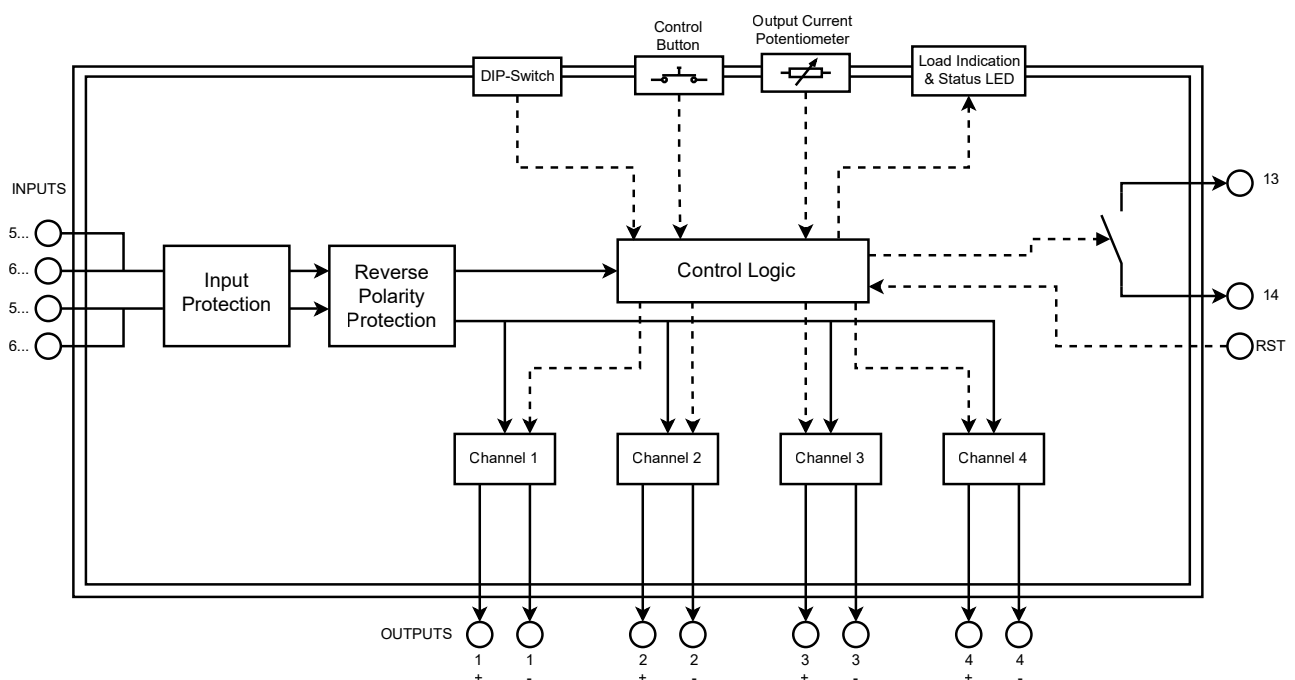 Control
Button
Output Current
Potentiometer
DIP-Switch
Load Indication
& Status LED
INPUTS
13
5...
6...
5...
6...
Input
Protection
Reverse
Polarity
Protection
Control Logic
14
RST
Channel 1
Channel 2
Channel 3
Channel 4
OUTPUTS
1 1 2 2 3 3 4 4
+ - + - + - + -